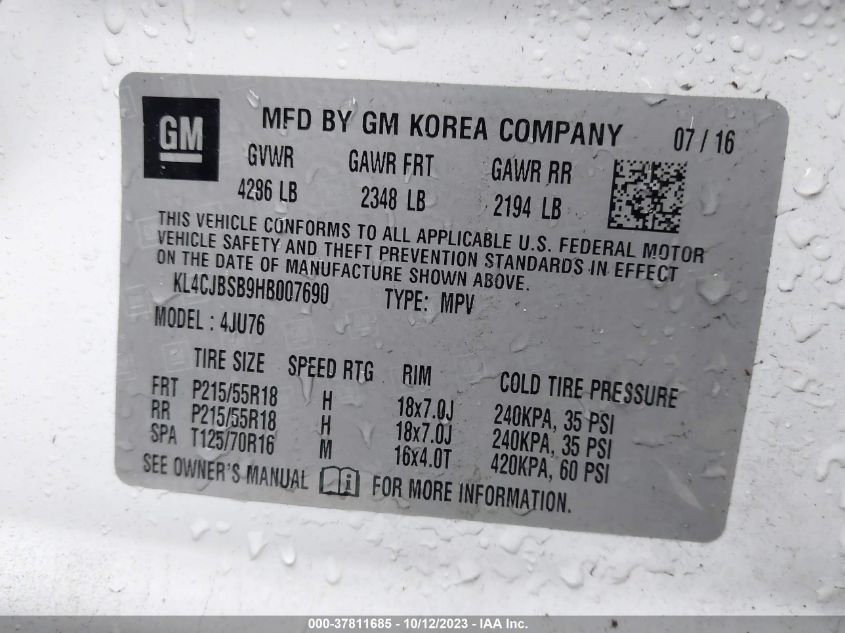 GM
MFD BY GM KOREA COMPANY 07 / 16
GVWR GAWR FRT GAWR RR
4286 LB 2348 LB 2194 LB
THIS VEHICLE CONFORMS TO ALL APPLICABLE U.S. FEDERAL MOTOR
VEHICLE SAFETY AND THEFT PREVENTION STANDARDS IN EFFECT
ON THE DATE OF MANUFACTURE SHOWN ABOVE.
KL4CJBSB9HB007690 TYPE: MPV
MODEL : 4JU76
TIRE SIZE SPEED RTG RIM COLD TIRE PRESSURE
FRT P215/55R18 H 18x7.0J 240KPA, 35 PSI
RR P215/55R18 H 18x7.0J 240KPA, 35 PSI
SPA T125/70R16 M 16x4.0T 420KPA, 60 PSI
SEE OWNER'S MANUAL i FOR MORE INFORMATION.
000-37811685 - 10/12/2023 - IAA Inc.